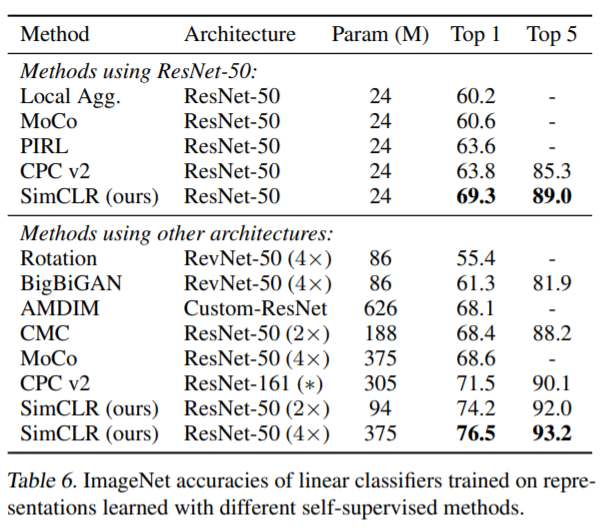 Method Architecture Param (M) Top 1 Top 5
Methods using ResNet-50:
Local Agg. ResNet-50 24 60.2 -
MoCo ResNet-50 24 60.6 -
PIRL ResNet-50 24 63.6 -
CPC v2 ResNet-50 24 63.8 85.3
SimCLR (ours) ResNet-50 24 69.3 89.0
Methods using other architectures:
Rotation RevNet-50 (4×) 86 55.4 -
BigBiGAN RevNet-50 (4×) 86 61.3 81.9
AMDIM Custom-ResNet 626 68.1 -
CMC ResNet-50 (2×) 188 68.4 88.2
MoCo ResNet-50 (4×) 375 68.6 -
CPC v2 ResNet-161 (∗) 305 71.5 90.1
SimCLR (ours) ResNet-50 (2×) 94 74.2 92.0
SimCLR (ours) ResNet-50 (4×) 375 76.5 93.2
Table 6. ImageNet accuracies of linear classifiers trained on repre-
sentations learned with different self-supervised methods.